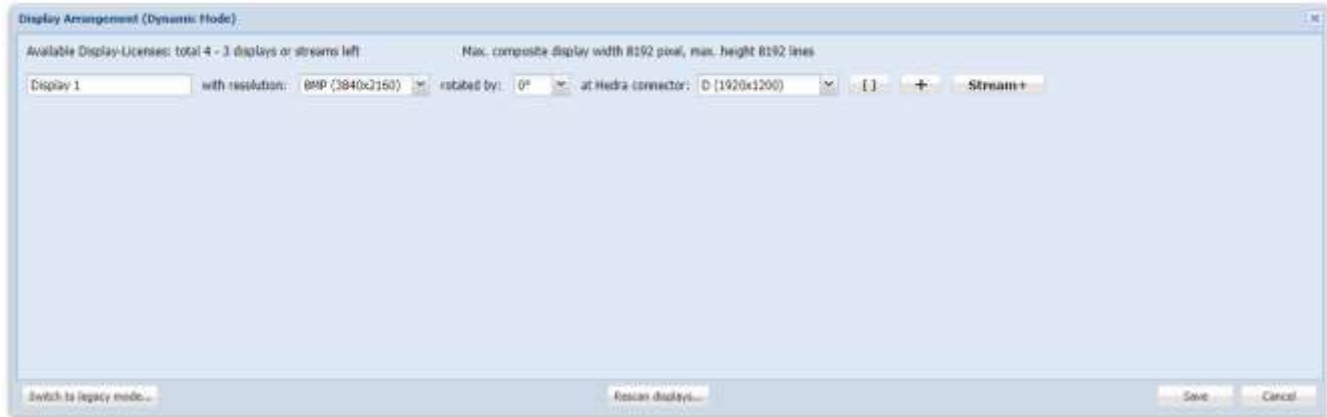 Display Arrangement (Dynamic Mode)
Available Display-Licenses: total 4 - 3 displays or streams left Max. composite display width 8192 pixel, max. height 8192 lines
Display 1 with resolution: 8MP (3840x2160) rotated by: 0° at Hedra connector: D (1920x1200) [ ] + Stream+
Switch to legacy mode... Rescan displays... Save Cancel